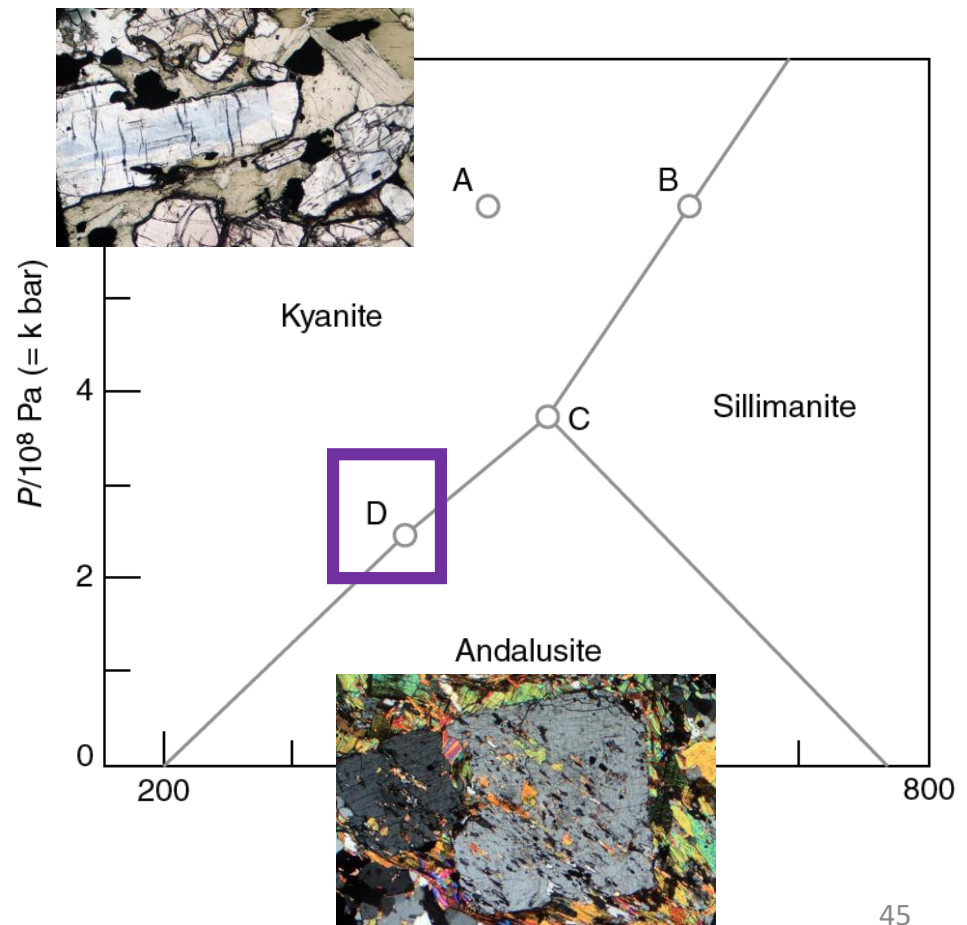 A
B
Kyanite
P/10⁸ Pa (= k bar)
4
C
Sillimanite
D
2
Andalusite
0
200
800
45